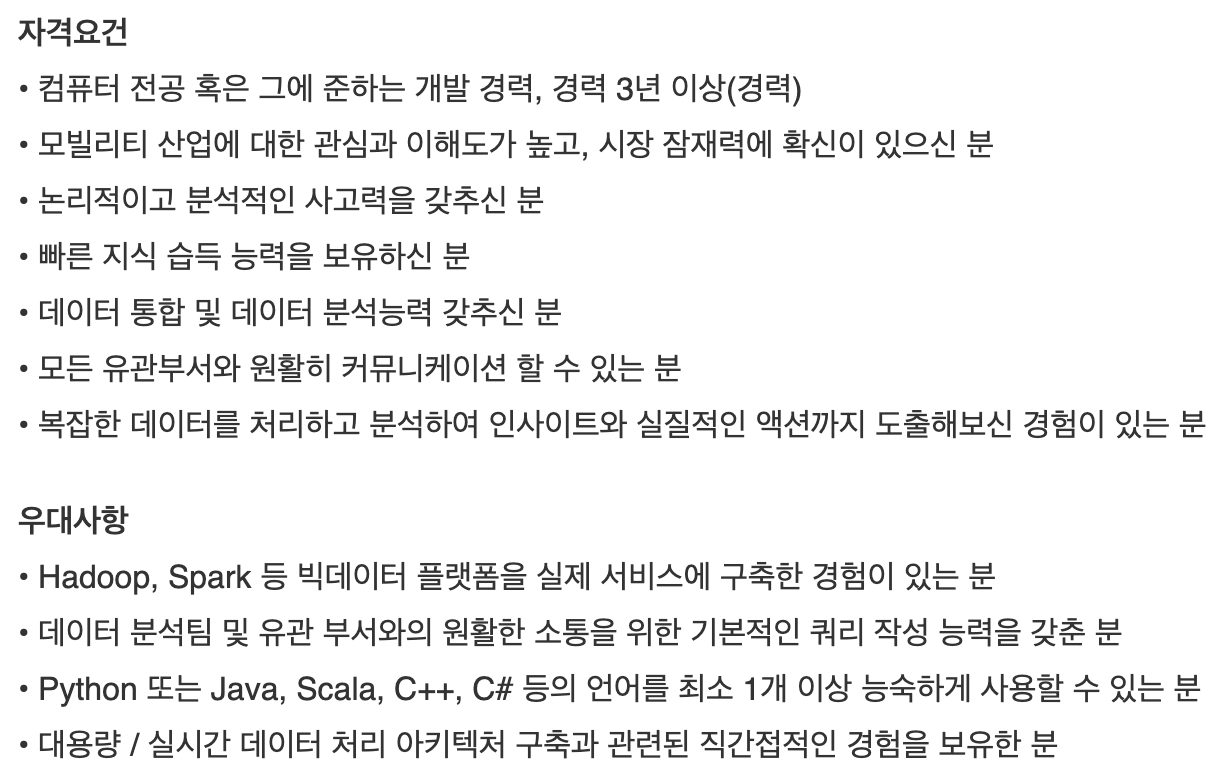 자격요건
• 컴퓨터 전공 혹은 그에 준하는 개발 경력, 경력 3년 이상(경력)
• 모빌리티 산업에 대한 관심과 이해도가 높고, 시장 잠재력에 확신이 있으신 분
• 논리적이고 분석적인 사고력을 갖추신 분
• 빠른 지식 습득 능력을 보유하신 분
• 데이터 통합 및 데이터 분석능력 갖추신 분
• 모든 유관부서와 원활히 커뮤니케이션 할 수 있는 분
• 복잡한 데이터를 처리하고 분석하여 인사이트와 실질적인 액션까지 도출해보신 경험이 있는 분
우대사항
• Hadoop, Spark 등 빅데이터 플랫폼을 실제 서비스에 구축한 경험이 있는 분
• 데이터 분석팀 및 유관 부서와의 원활한 소통을 위한 기본적인 쿼리 작성 능력을 갖춘 분
• Python 또는 Java, Scala, C++, C# 등의 언어를 최소 1개 이상 능숙하게 사용할 수 있는 분
• 대용량 / 실시간 데이터 처리 아키텍처 구축과 관련된 직간접적인 경험을 보유한 분